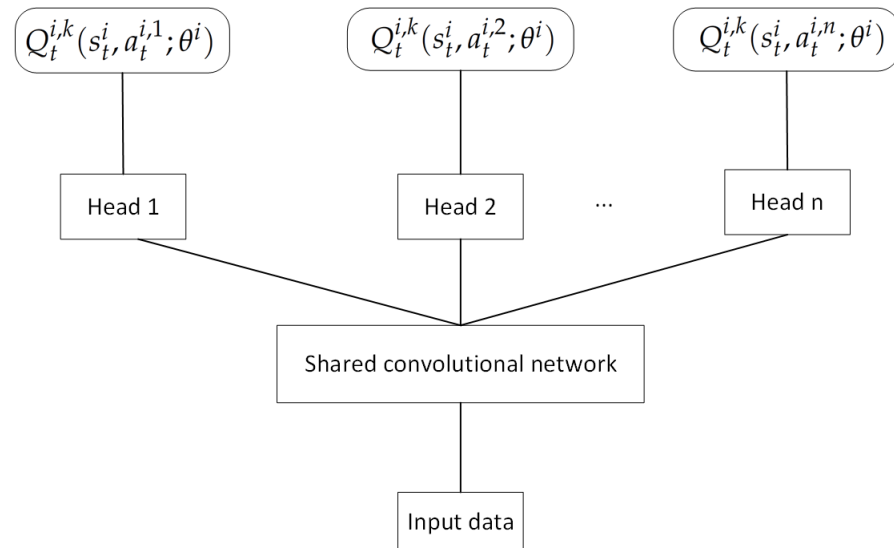 Q_t^{i,k}(s_t^i, a_t^{i,1}; θ^i)
Q_t^{i,k}(s_t^i, a_t^{i,2}; θ^i)
Q_t^{i,k}(s_t^i, a_t^{i,n}; θ^i)
Head 1
Head 2
...
Head n
Shared convolutional network
Input data